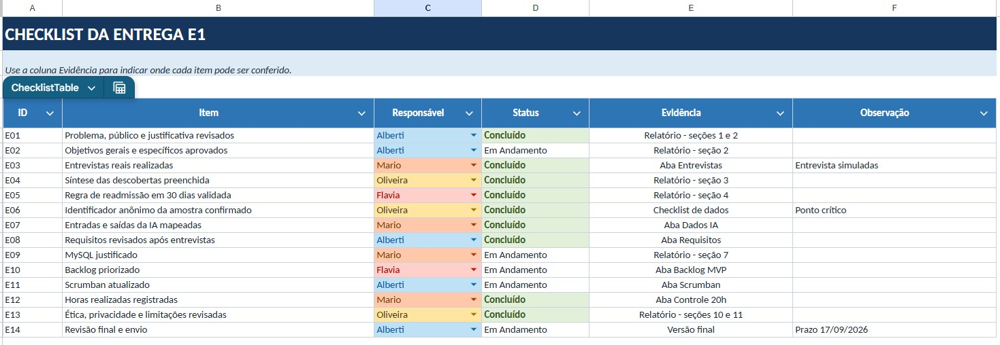 A B C D E F
CHECKLIST DA ENTREGA E1
Use a coluna Evidência para indicar onde cada item pode ser conferido.
ChecklistTable
ID Item Responsável Status Evidência Observação
E01 Problema, público e justificativa revisados Alberti Concluído Relatório - seções 1 e 2
E02 Objetivos gerais e específicos aprovados Alberti Em Andamento Relatório - seção 2
E03 Entrevistas reais realizadas Mario Concluído Aba Entrevistas Entrevista simuladas
E04 Síntese das descobertas preenchida Oliveira Concluído Relatório - seção 3
E05 Regra de readmissão em 30 dias validada Flavia Concluído Relatório - seção 4
E06 Identificador anônimo da amostra confirmado Oliveira Concluído Checklist de dados Ponto crítico
E07 Entradas e saídas da IA mapeadas Mario Concluído Aba Dados IA
E08 Requisitos revisados após entrevistas Alberti Concluído Aba Requisitos
E09 MySQL justificado Mario Em Andamento Relatório - seção 7
E10 Backlog priorizado Flavia Em Andamento Aba Backlog MVP
E11 Scrumban atualizado Alberti Em Andamento Aba Scrumban
E12 Horas realizadas registradas Mario Concluído Aba Controle 20h
E13 Ética, privacidade e limitações revisadas Oliveira Concluído Relatório - seções 10 e 11
E14 Revisão final e envio Alberti Em Andamento Versão final Prazo 17/09/2026